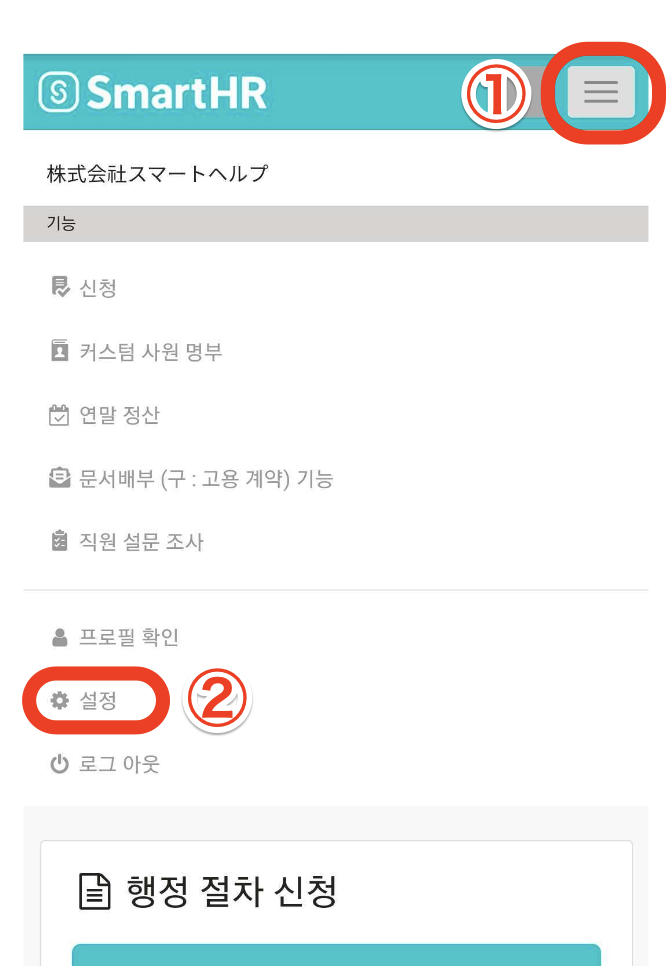 SmartHR ①
株式会社スマートヘルプ
기능
신청
커스텀 사원 명부
연말 정산
문서배부 (구 : 고용 계약) 기능
직원 설문 조사
프로필 확인
설정 ②
로그 아웃
행정 절차 신청